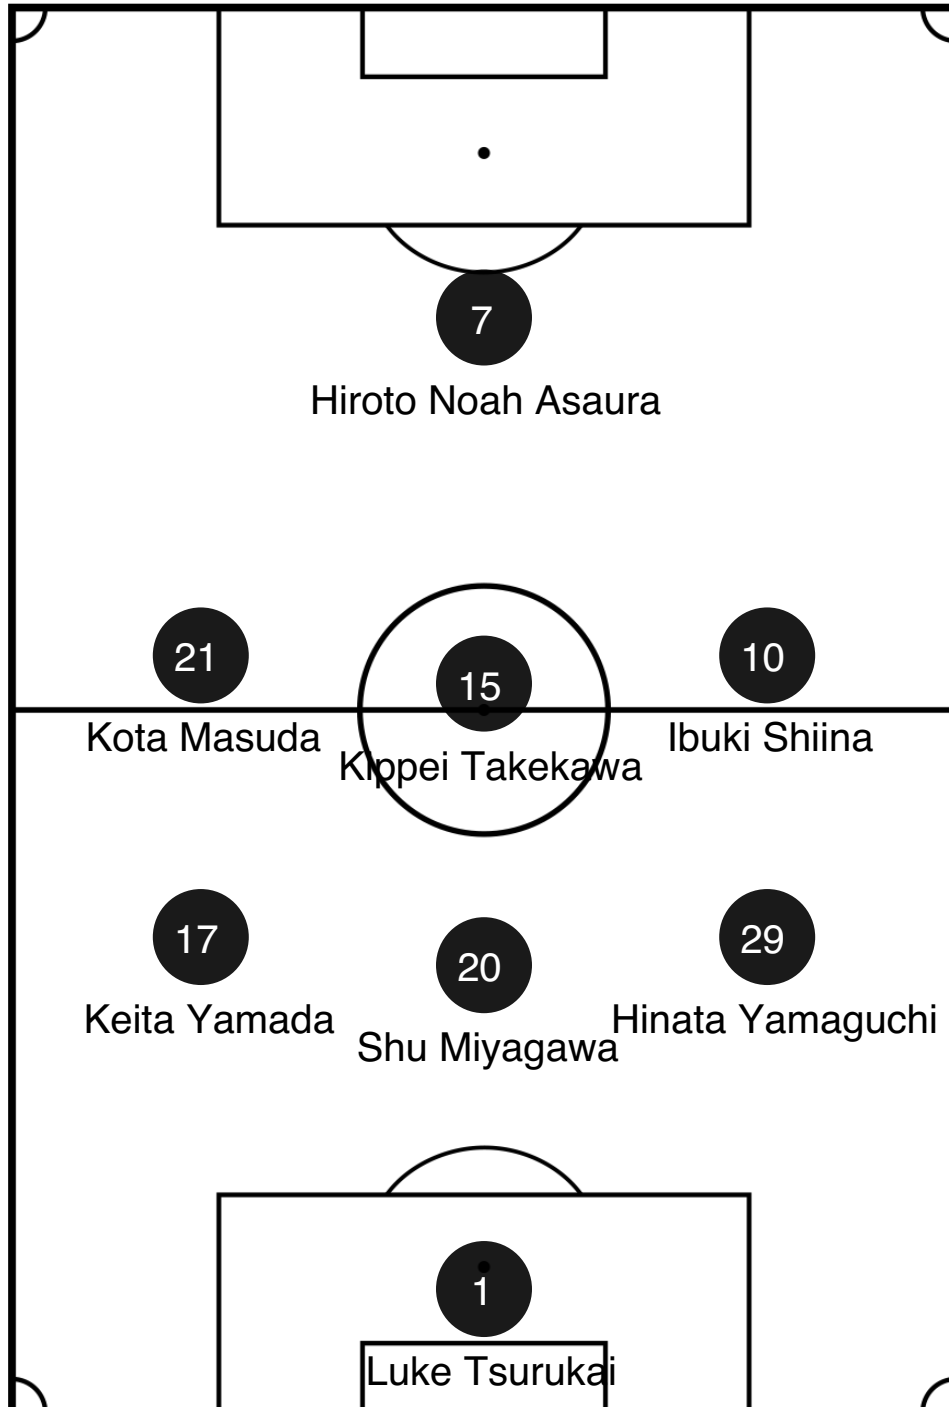 7
Hiroto Noah Asaura
21
15
10
Kota Masuda
Kippei Takekawa
Ibuki Shiina
17
20
29
Keita Yamada
Shu Miyagawa
Hinata Yamaguchi
1
Luke Tsurukai